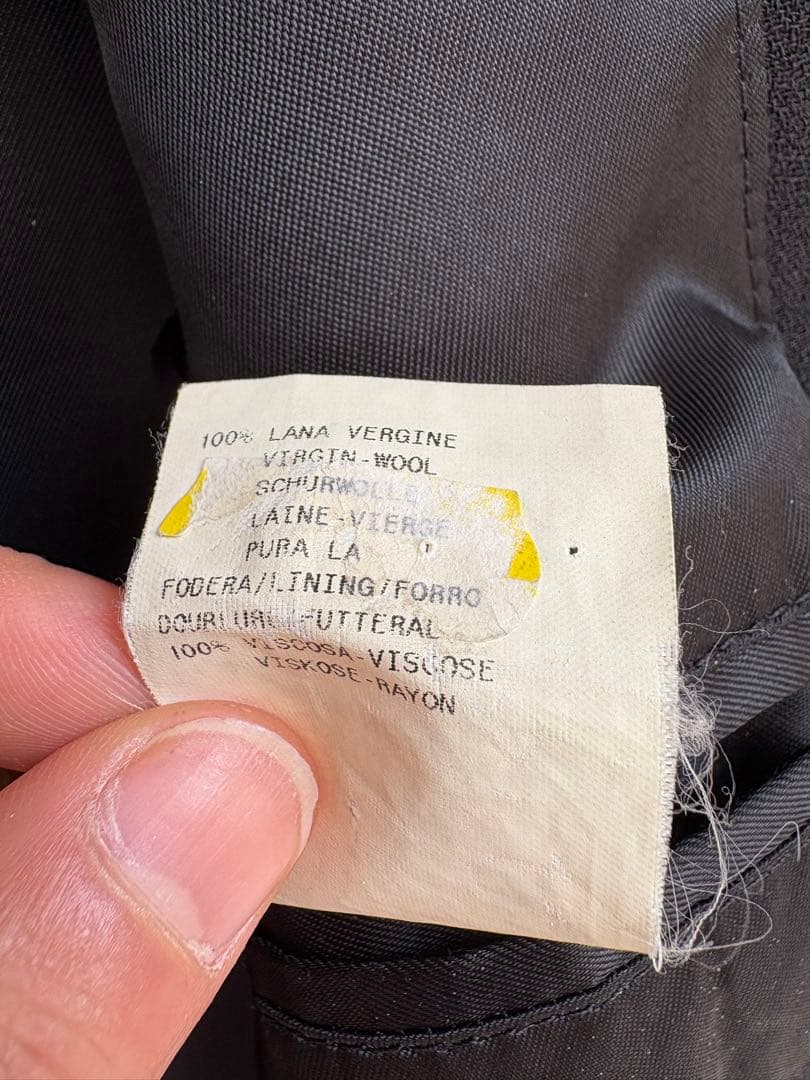 100% LANA VERGINE
VIRGIN-WOOL
SCHURWOLLE
LAINE-VIERGE
PURA LA
FODERA/LINING/FORRO
DOUBLURE FUTTERAL
100% VISCOSA-VISCOSE
VISKOSE-RAYON